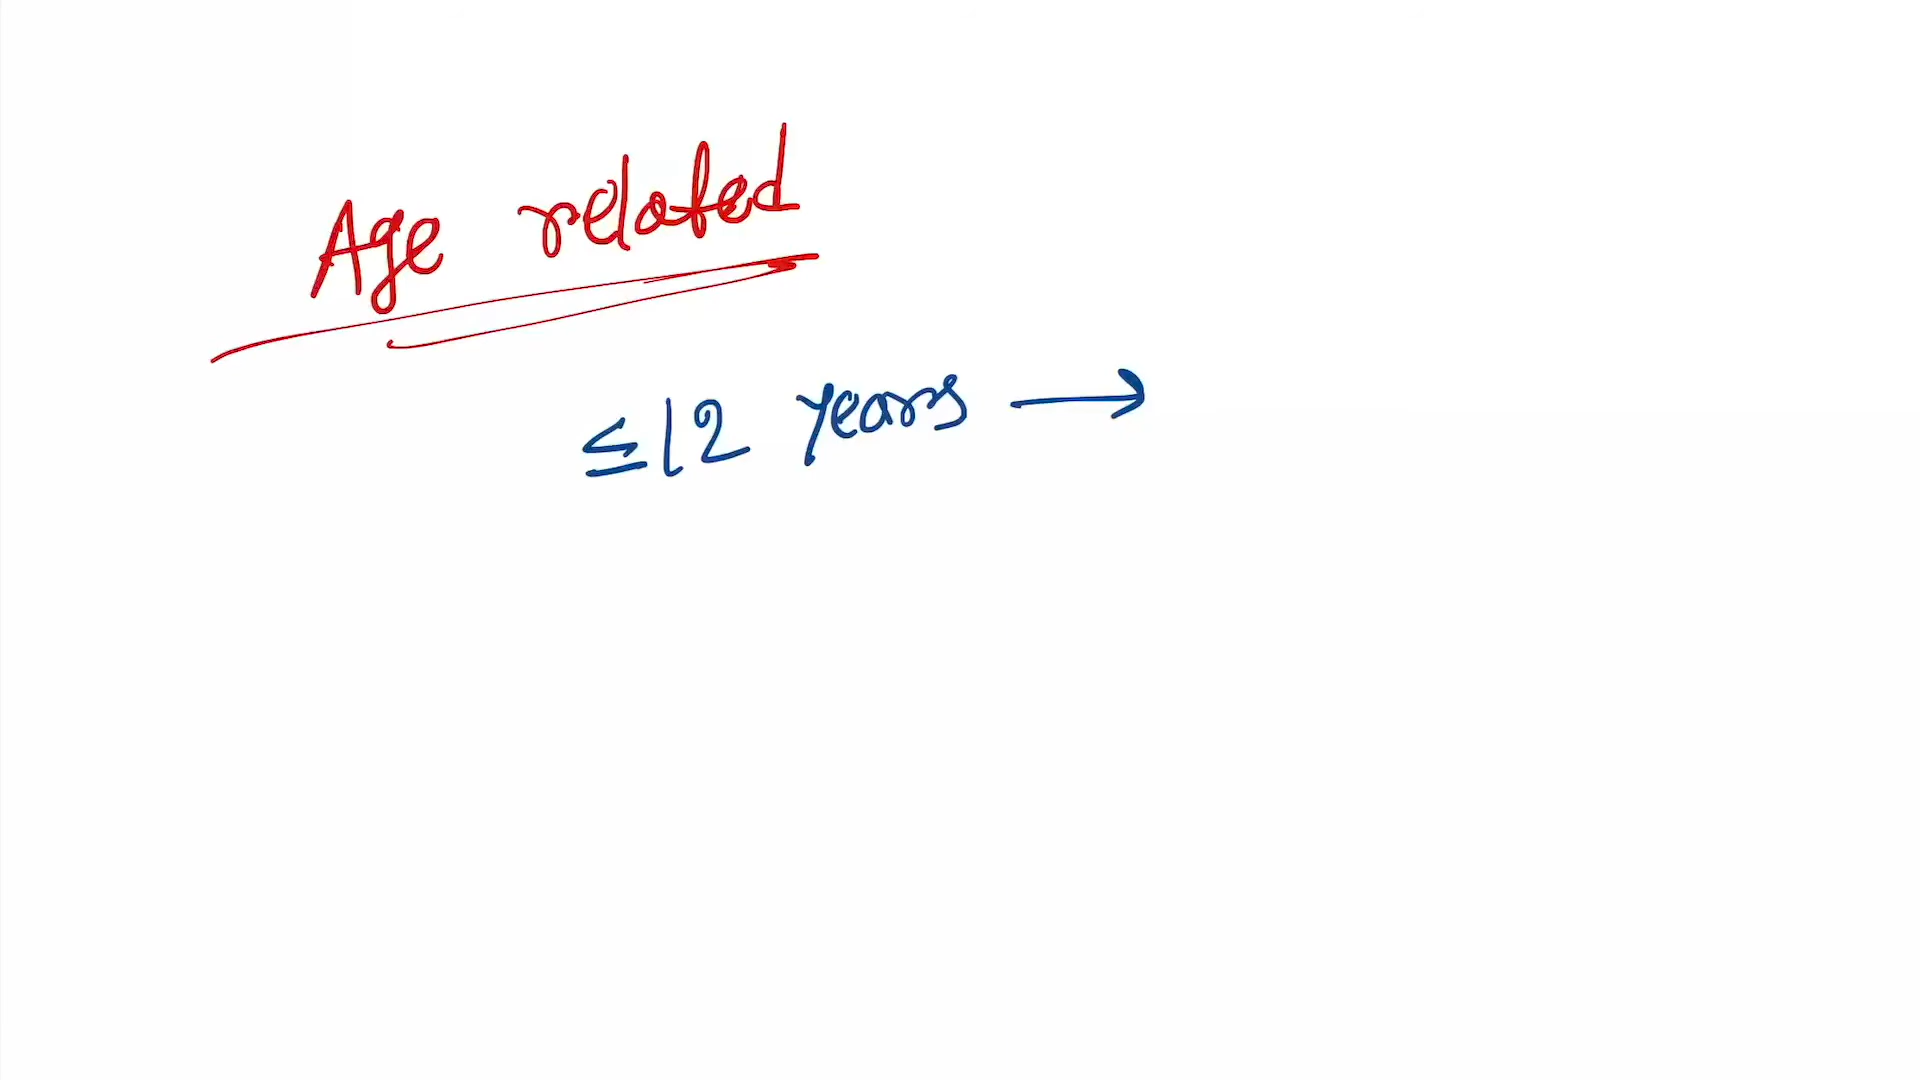 Age related
≤12 years →